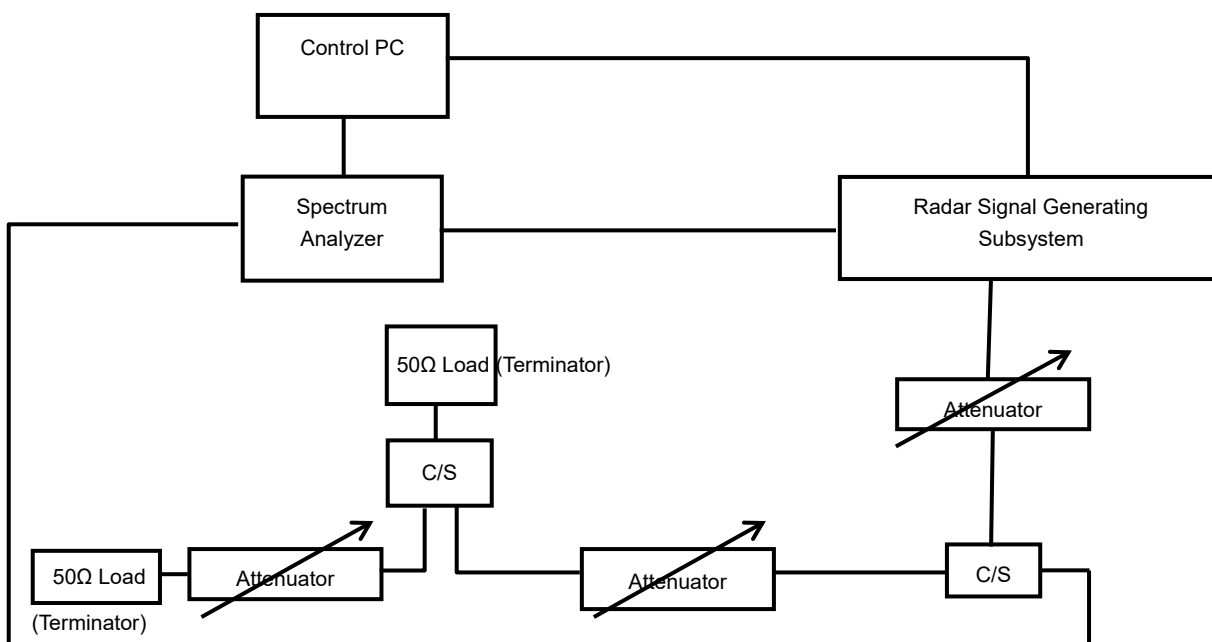 Control PC
Spectrum
Analyzer
Radar Signal Generating
Subsystem
50Ω Load (Terminator)
Attenuator
C/S
50Ω Load
(Terminator)
Attenuator
Attenuator
C/S